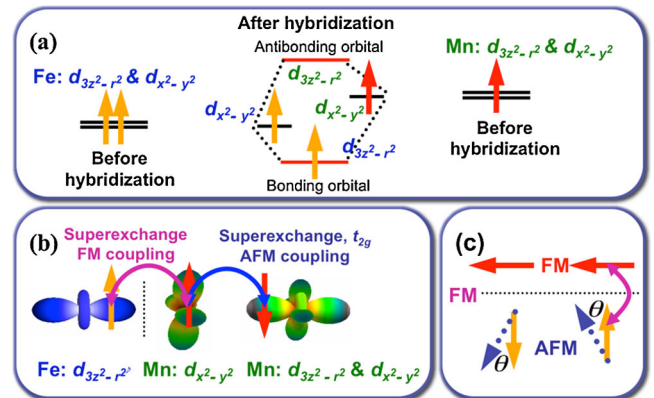 (a)
After hybridization
Antibonding orbital
Fe: d3z²- r² & dx²- y²
Mn: d3z²- r² & dx²- y²
d3z²- r²
dx²- y²
dx²- y²
d3z²- r²
Before
hybridization
Bonding orbital
Before
hybridization
(b)
Superexchange
FM coupling
Superexchange, t2g
AFM coupling
Fe: d3z²- r²
Mn: dx²- y²
Mn: d3z²- r² & dx²- y²
(c)
FM
FM
θ
θ
AFM